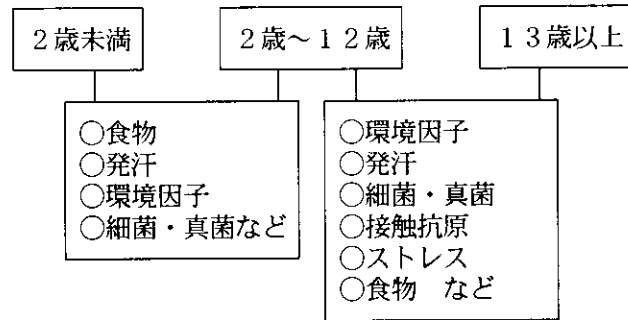 ２歳未満
２歳～１２歳
１３歳以上
○食物
○発汗
○環境因子
○細菌・真菌など
○環境因子
○発汗
○細菌・真菌
○接触抗原
○ストレス
○食物　など